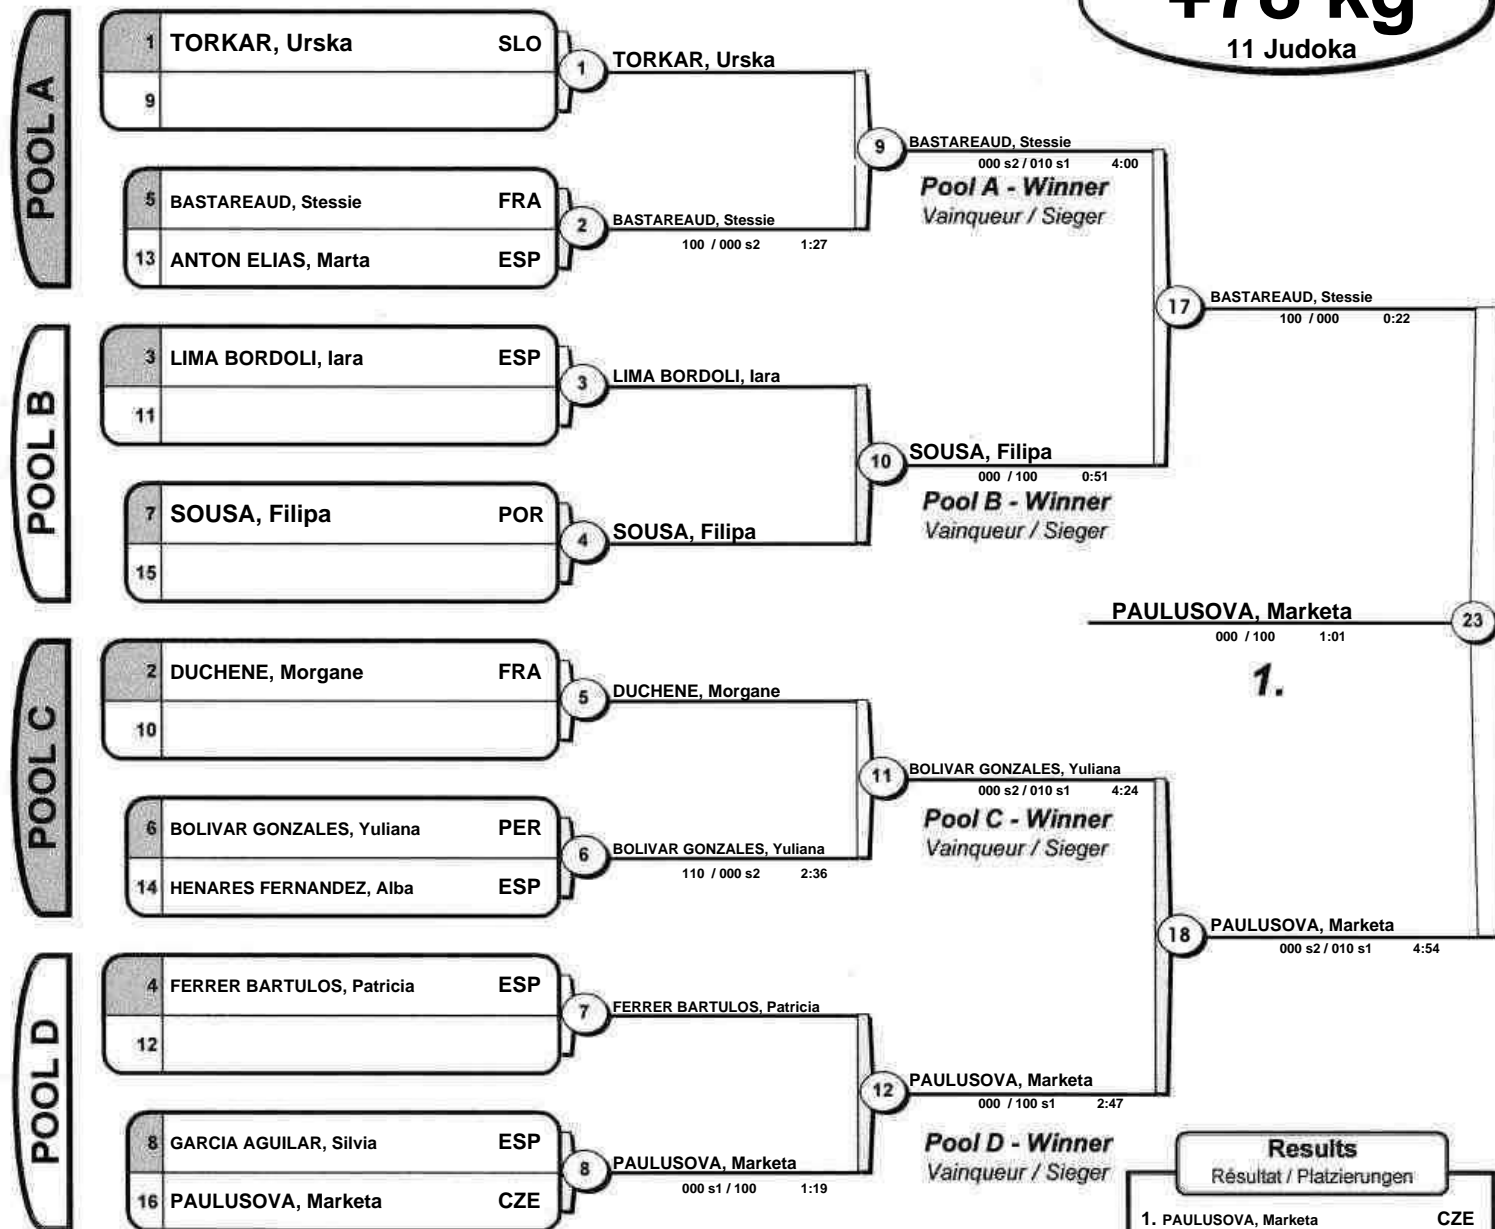 +78 kg
11 Judoka
POOL A
1 TORKAR, Urska SLO
9
1 TORKAR, Urska
5 BASTAREAUD, Stessie FRA
13 ANTON ELIAS, Marta ESP
2 BASTAREAUD, Stessie
100 / 000 s2 1:27
9 BASTAREAUD, Stessie
000 s2 / 010 s1 4:00
Pool A - Winner
Vainqueur / Sieger
POOL B
3 LIMA BORDOLI, Iara ESP
11
3 LIMA BORDOLI, Iara
7 SOUSA, Filipa POR
15
4 SOUSA, Filipa
10 SOUSA, Filipa
000 / 100 0:51
Pool B - Winner
Vainqueur / Sieger
17 BASTAREAUD, Stessie
100 / 000 0:22
PAULUSOVA, Marketa 23
000 / 100 1:01
1.
POOL C
2 DUCHENE, Morgane FRA
10
5 DUCHENE, Morgane
6 BOLIVAR GONZALES, Yuliana PER
14 HENARES FERNANDEZ, Alba ESP
6 BOLIVAR GONZALES, Yuliana
110 / 000 s2 2:36
11 BOLIVAR GONZALES, Yuliana
000 s2 / 010 s1 4:24
Pool C - Winner
Vainqueur / Sieger
POOL D
4 FERRER BARTULOS, Patricia ESP
12
7 FERRER BARTULOS, Patricia
8 GARCIA AGUILAR, Silvia ESP
16 PAULUSOVA, Marketa CZE
8 PAULUSOVA, Marketa
000 s1 / 100 1:19
12 PAULUSOVA, Marketa
000 / 100 s1 2:47
Pool D - Winner
Vainqueur / Sieger
18 PAULUSOVA, Marketa
000 s2 / 010 s1 4:54
Results
Résultat / Platzierungen
1. PAULUSOVA, Marketa CZE